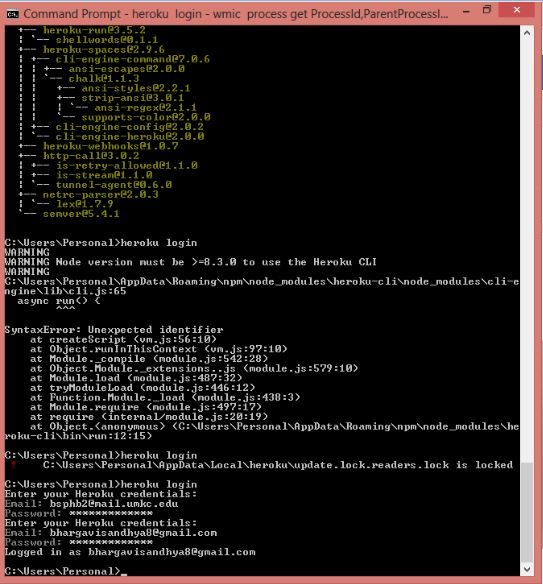 Command Prompt - heroku login - wmic process get ProcessId,ParentProcessI...
+-- heroku-run@3.5.2
| `-- shellwords@0.1.1
+-- heroku-spaces@2.9.6
| +-- cli-engine-command@7.0.6
| | +-- ansi-escapes@2.0.0
| | `-- chalk@1.1.3
| |   +-- ansi-styles@2.2.1
| |   +-- strip-ansi@3.0.1
| |   | `-- ansi-regex@2.1.1
| |   `-- supports-color@2.0.0
| +-- cli-engine-config@2.0.2
| `-- cli-engine-heroku@2.0.0
+-- heroku-webhooks@1.0.7
+-- http-call@3.0.2
| +-- is-retry-allowed@1.1.0
| +-- is-stream@1.1.0
| `-- tunnel-agent@0.6.0
+-- netrc-parser@2.0.3
| `-- lex@1.7.9
`-- semver@5.4.1
C:\Users\Personal>heroku login
WARNING
WARNING Node version must be >=8.3.0 to use the Heroku CLI
WARNING
C:\Users\Personal\AppData\Roaming\npm\node_modules\heroku-cli\node_modules\cli-e
ngine\lib\cli.js:65
  async run() {
        ^^^
SyntaxError: Unexpected identifier
    at createScript (vm.js:56:10)
    at Object.runInThisContext (vm.js:97:10)
    at Module._compile (module.js:542:28)
    at Object.Module._extensions..js (module.js:579:10)
    at Module.load (module.js:487:32)
    at tryModuleLoad (module.js:446:12)
    at Function.Module._load (module.js:438:3)
    at Module.require (module.js:497:17)
    at require (internal/module.js:20:19)
    at Object.(anonymous) (C:\Users\Personal\AppData\Roaming\npm\node_modules\he
roku-cli\bin\run:12:15)
C:\Users\Personal>heroku login
!    C:\Users\Personal\AppData\Local\heroku\update.lock.readers.lock is locked
C:\Users\Personal>heroku login
Enter your Heroku credentials:
Email: bsphb2@mail.umkc.edu
Password: *************
Enter your Heroku credentials:
Email: bhargavisandhya8@gmail.com
Password: *************
Logged in as bhargavisandhya8@gmail.com
C:\Users\Personal>_